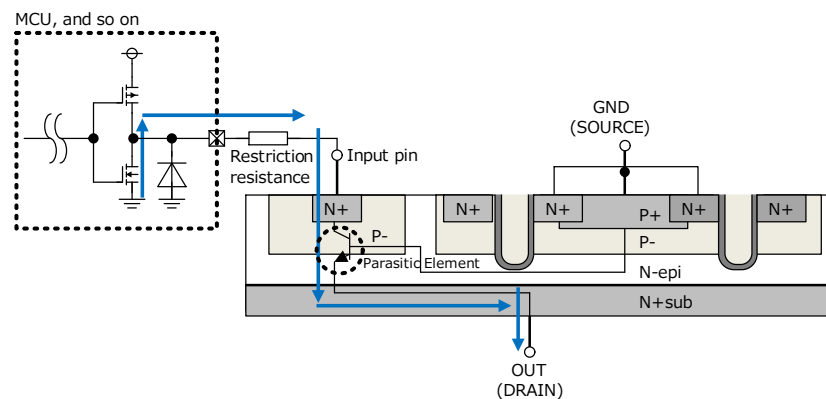 MCU, and so on
GND
(SOURCE)
Restriction
resistance
Input pin
N+
P-
Parasitic Element
N+
N+
P+
N+
N+
P-
N-epi
N+sub
OUT
(DRAIN)